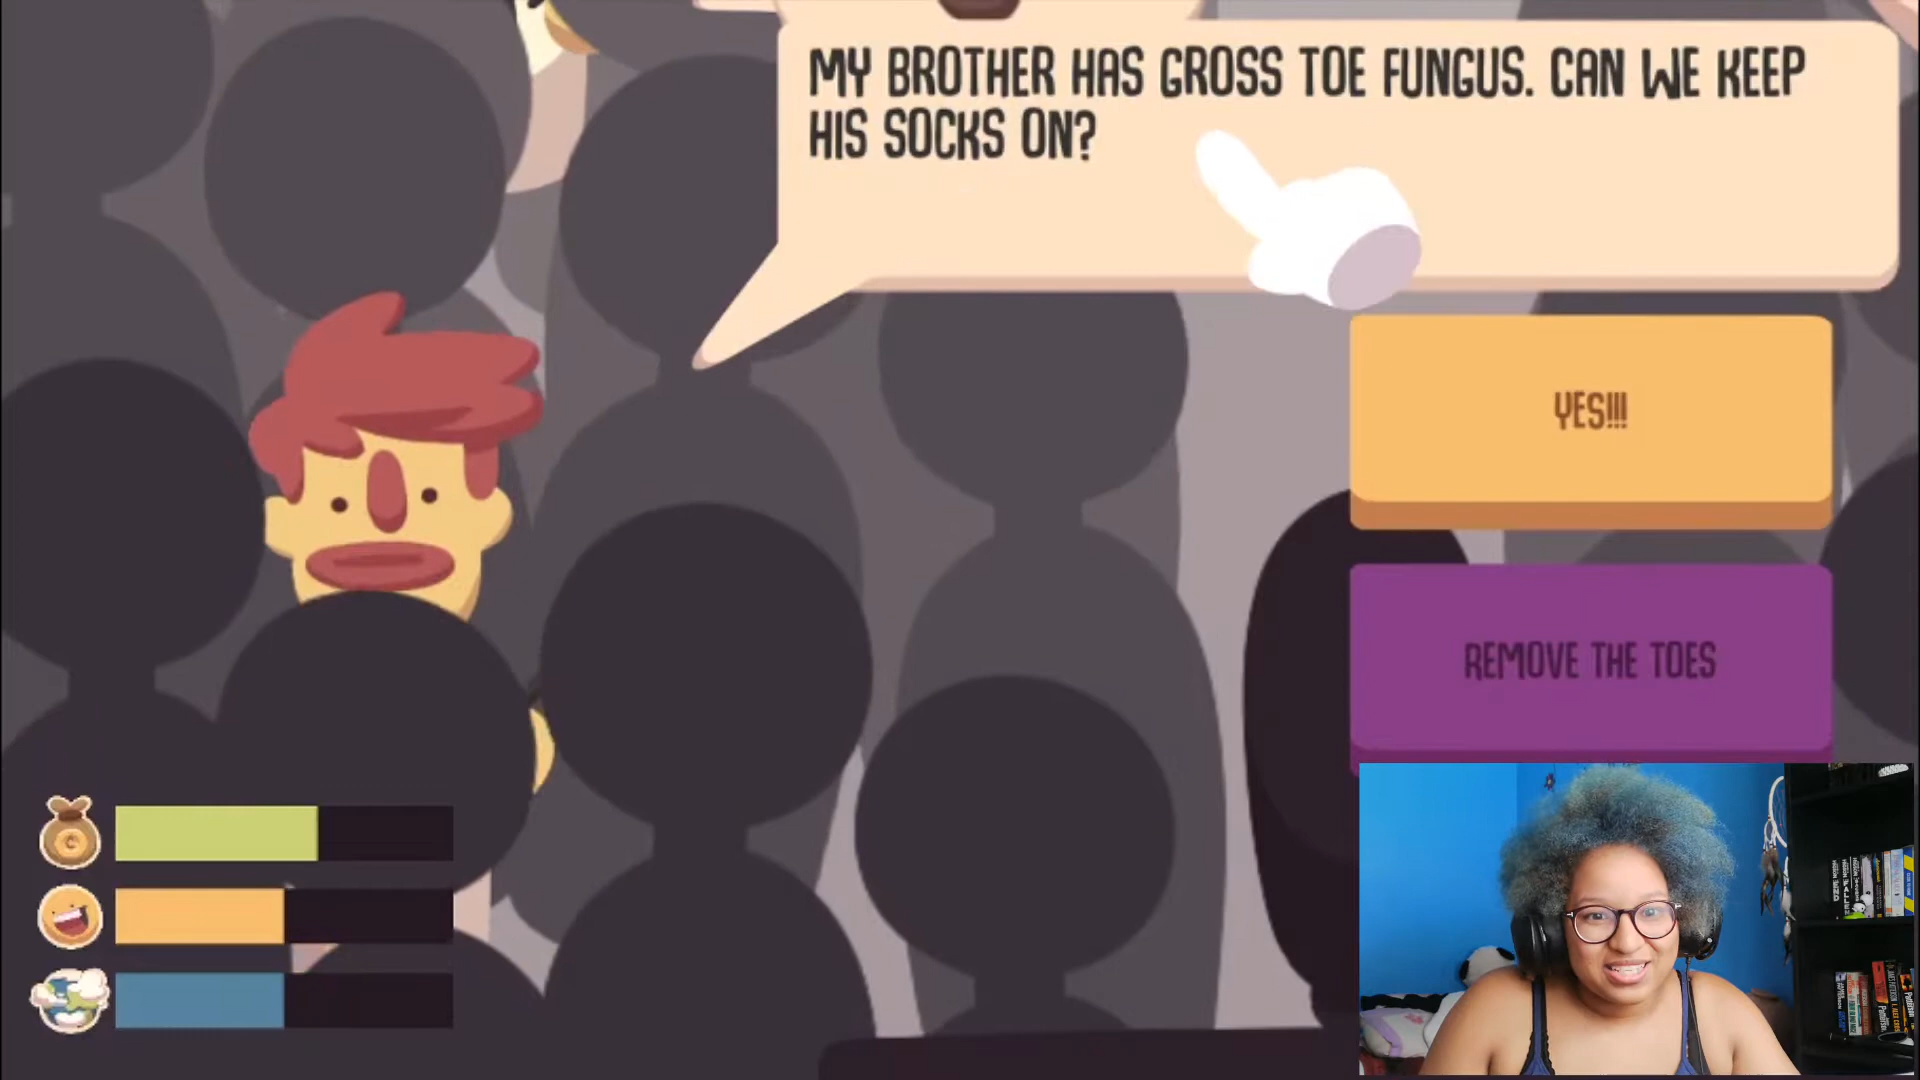 MY BROTHER HAS GROSS TOE FUNGUS. CAN WE KEEP
HIS SOCKS ON?
YES!!!
REMOVE THE TOES